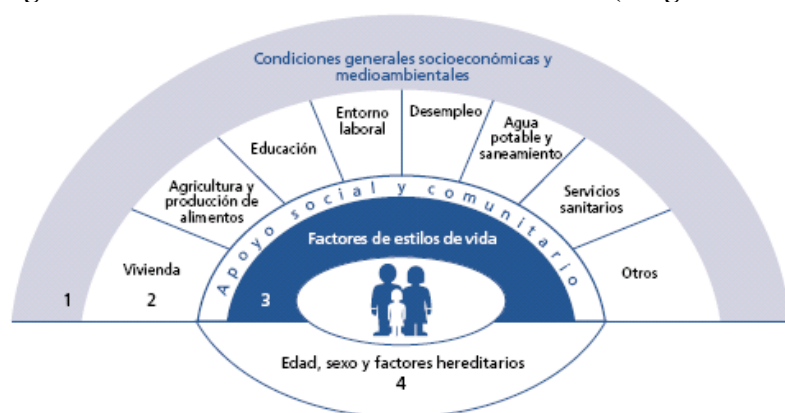 Condiciones generales socioeconómicas y
medioambientales
Entorno
laboral
Desempleo
Agua
potable y
saneamiento
Educación
Agricultura y
producción de
alimentos
Servicios
sanitarios
Apoyo social y comunitario
Factores de estilos de vida
Vivienda
Otros
1
2
3
Edad, sexo y factores hereditarios
4